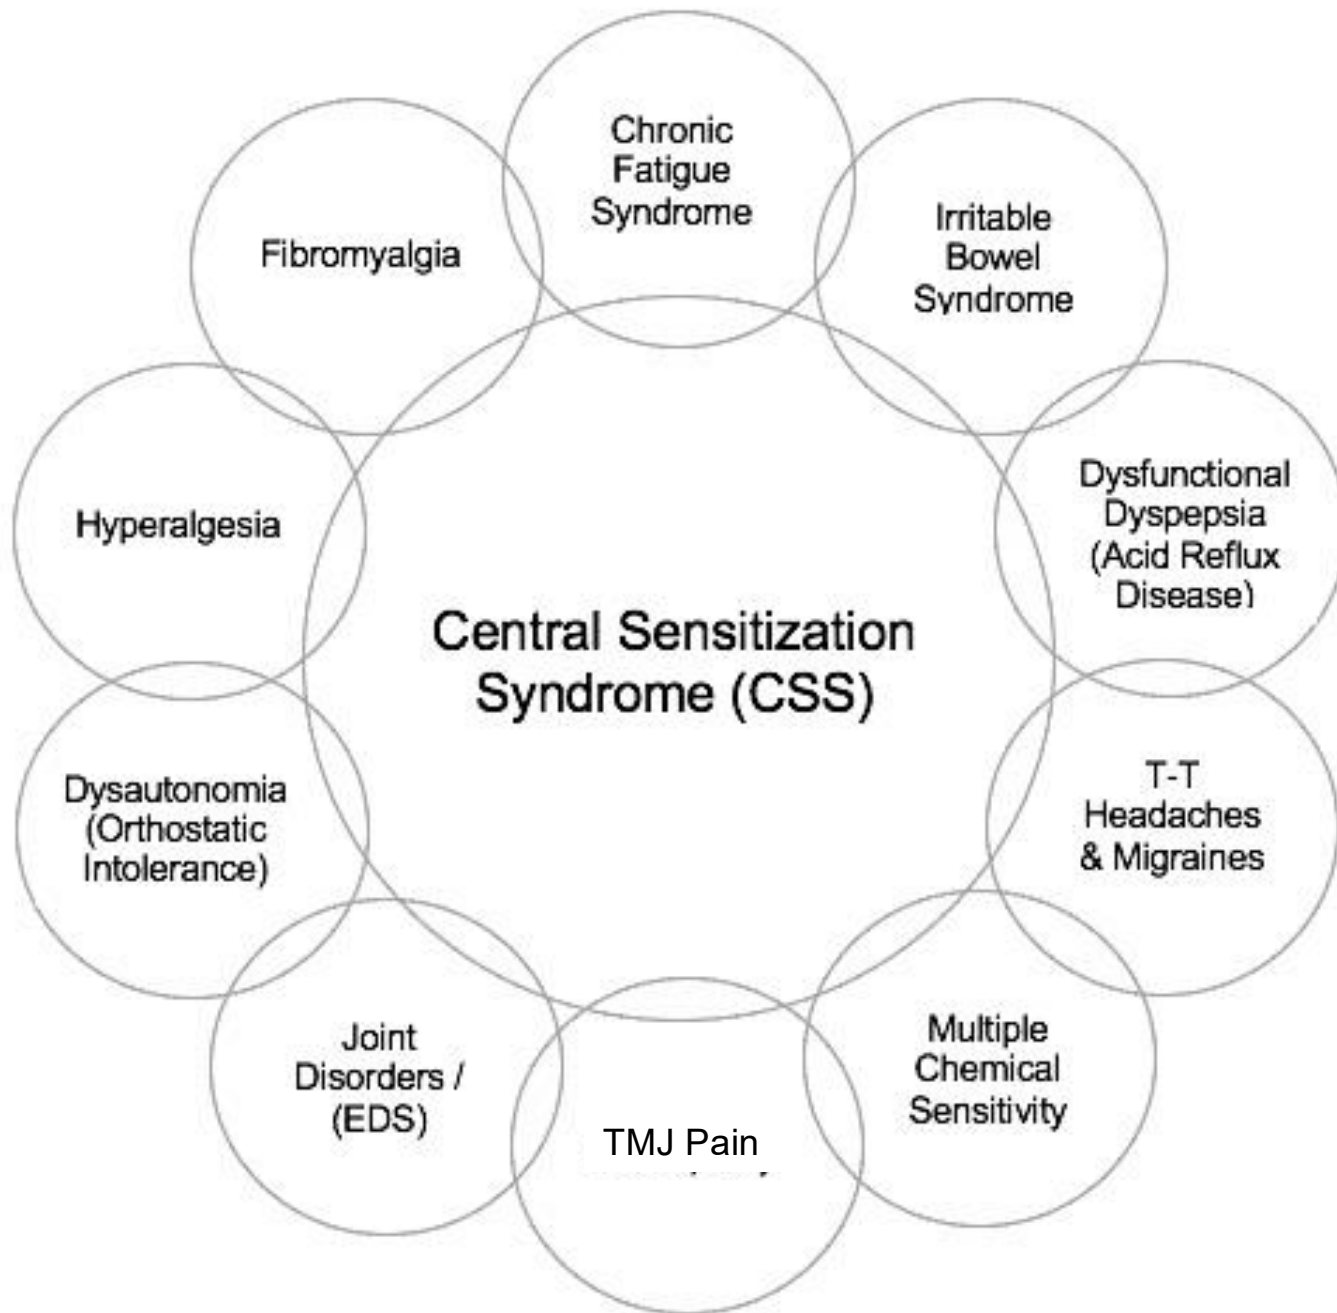 Chronic
Fatigue
Syndrome
Irritable
Bowel
Syndrome
Fibromyalgia
Dysfunctional
Dyspepsia
(Acid Reflux
Disease)
Hyperalgesia
Central Sensitization
Syndrome (CSS)
T-T
Headaches
& Migraines
Dysautonomia
(Orthostatic
Intolerance)
Multiple
Chemical
Sensitivity
Joint
Disorders /
(EDS)
TMJ Pain